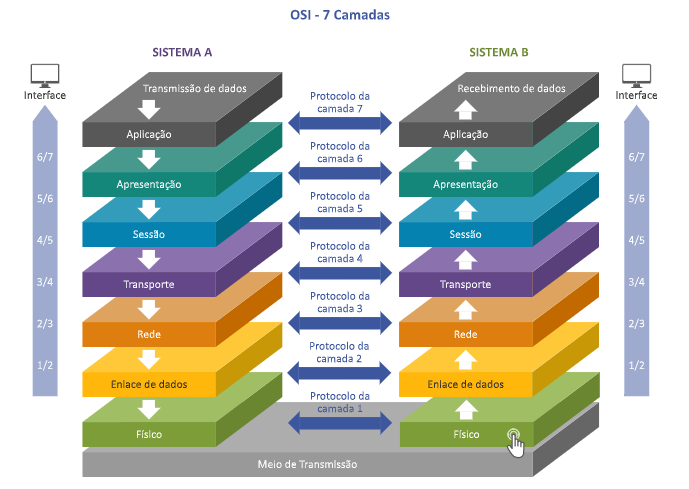 OSI - 7 Camadas
SISTEMA A
SISTEMA B
Interface
Transmissão de dados
Protocolo da
camada 7
Recebimento de dados
Interface
Aplicação
Aplicação
6/7
Protocolo da
camada 6
6/7
Apresentação
Apresentação
5/6
Protocolo da
camada 5
5/6
Sessão
Sessão
4/5
Protocolo da
camada 4
4/5
Transporte
Transporte
3/4
Protocolo da
camada 3
3/4
Rede
Rede
2/3
Protocolo da
camada 2
2/3
Enlace de dados
Enlace de dados
1/2
Protocolo da
camada 1
1/2
Físico
Físico
Meio de Transmissão